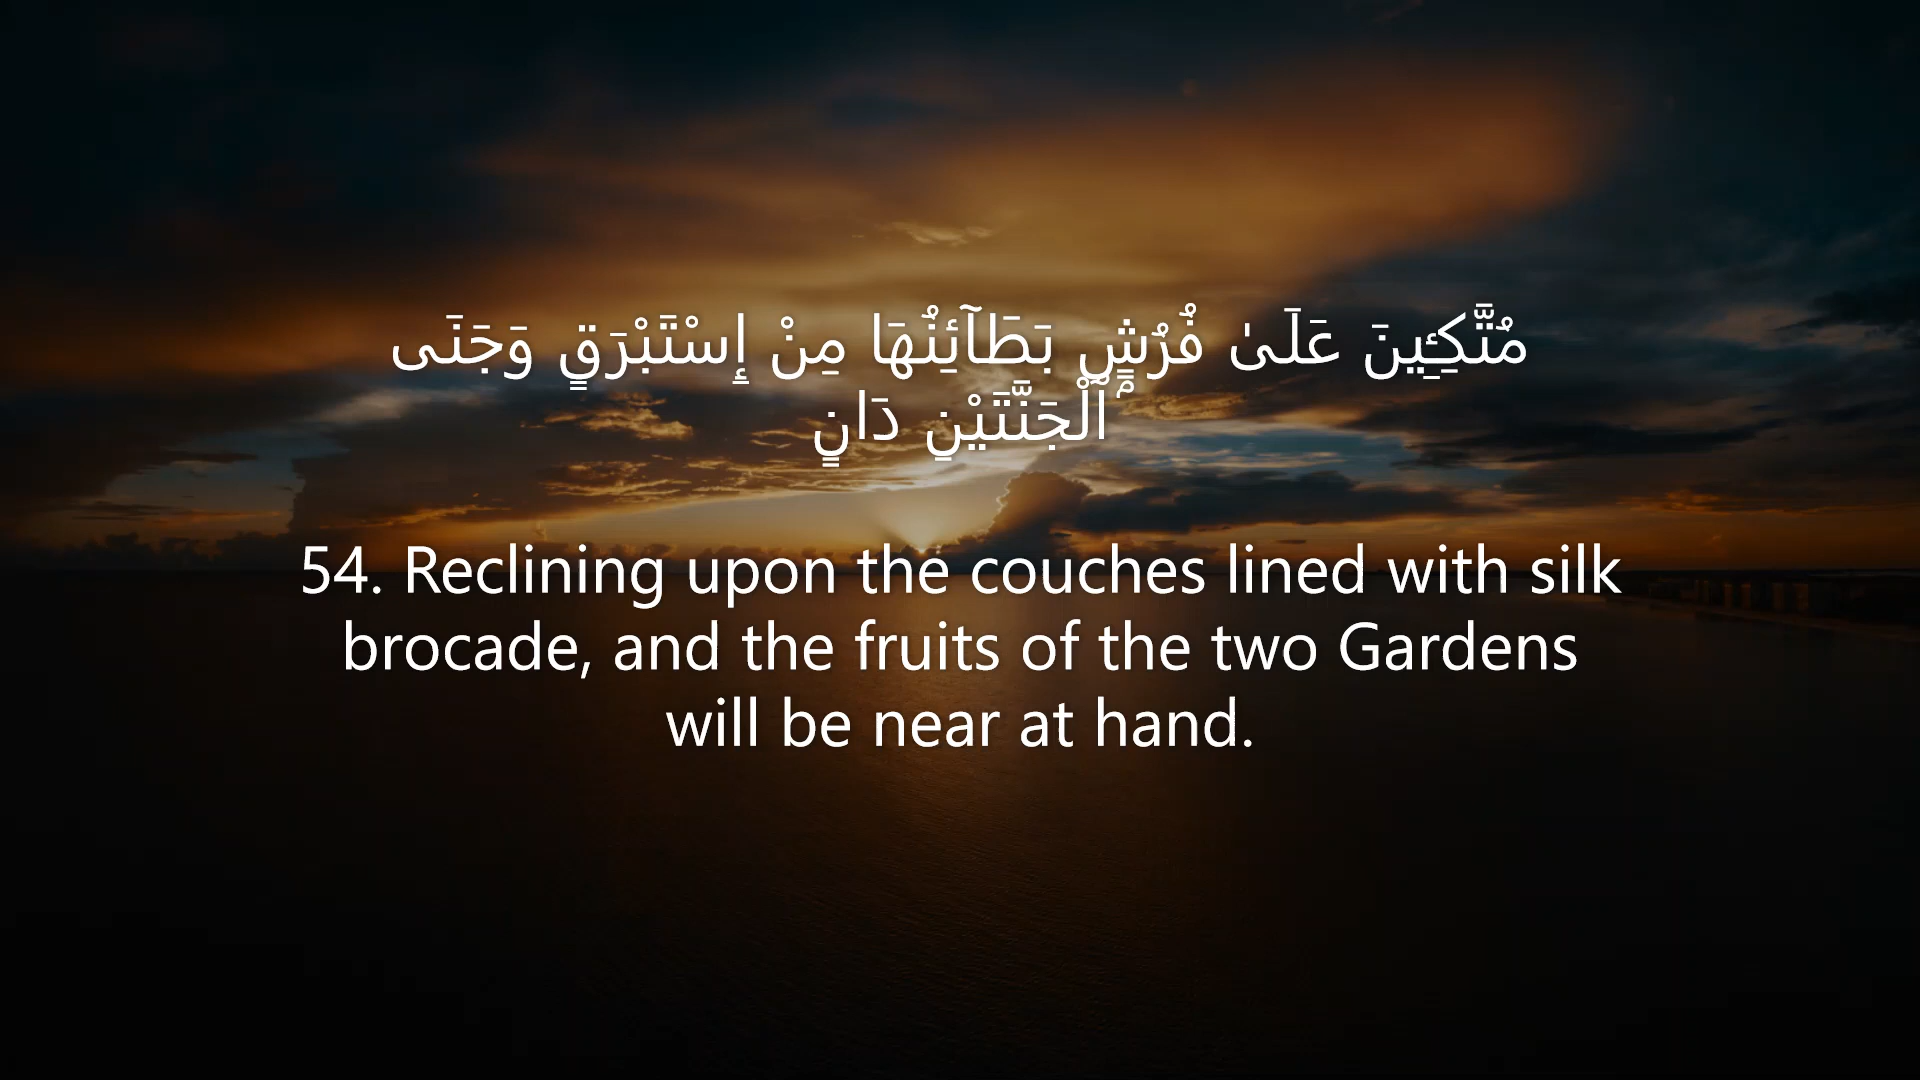 مُتَّكِـِٔينَ عَلَىٰ فُرُشٍۭ بَطَآئِنُهَا مِنْ إِسْتَبْرَقٍ وَجَنَى
ٱلْجَنَّتَيْنِ دَانٍ
54. Reclining upon the couches lined with silk
brocade, and the fruits of the two Gardens
will be near at hand.